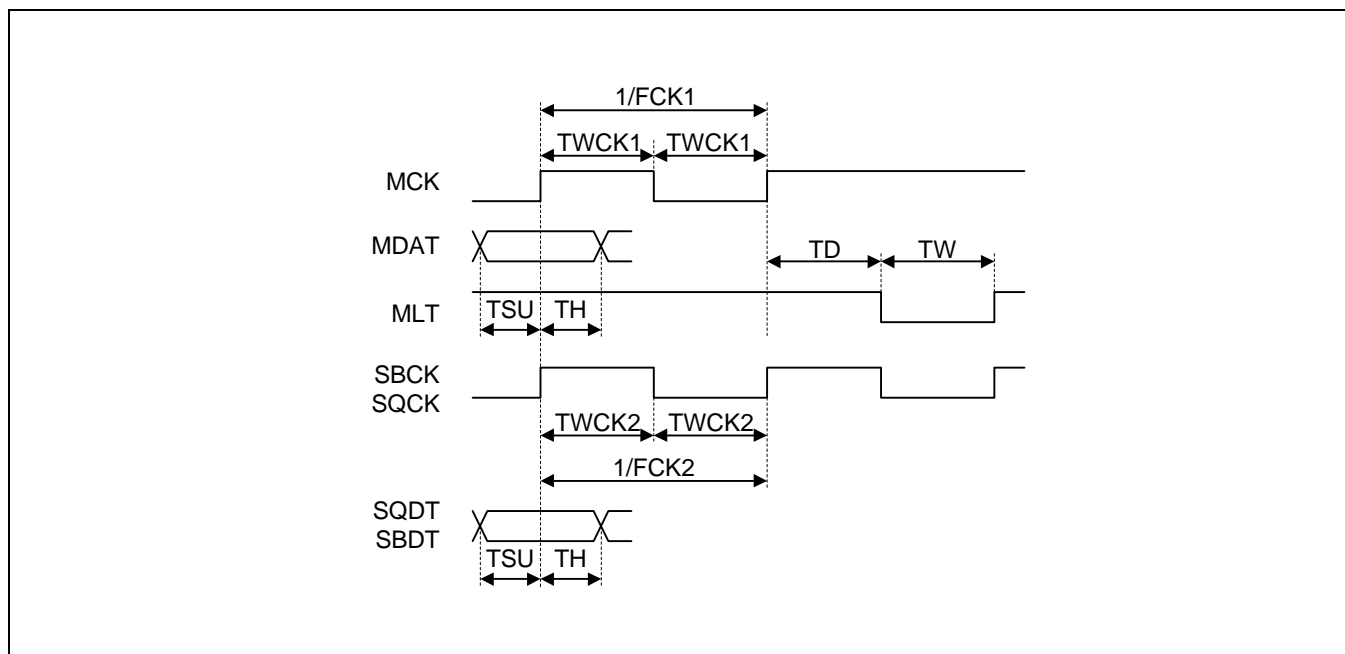 1/FCK1
TWCK1 TWCK1
MCK
MDAT
TD TW
MLT
TSU TH
SBCK
SQCK
TWCK2 TWCK2
1/FCK2
SQDT
SBDT
TSU TH